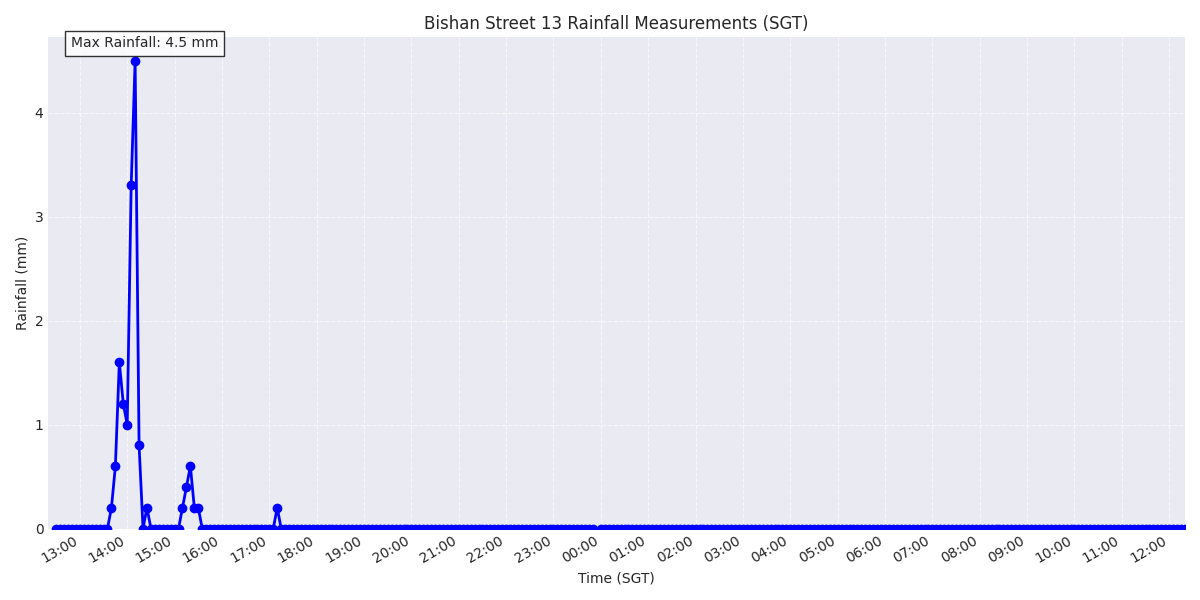 Bishan Street 13 Rainfall Measurements (SGT)
Max Rainfall: 4.5 mm
4
3
2
1
0
Rainfall (mm)
13:00 14:00 15:00 16:00 17:00 18:00 19:00 20:00 21:00 22:00 23:00 00:00 01:00 02:00 03:00 04:00 05:00 06:00 07:00 08:00 09:00 10:00 11:00 12:00
Time (SGT)